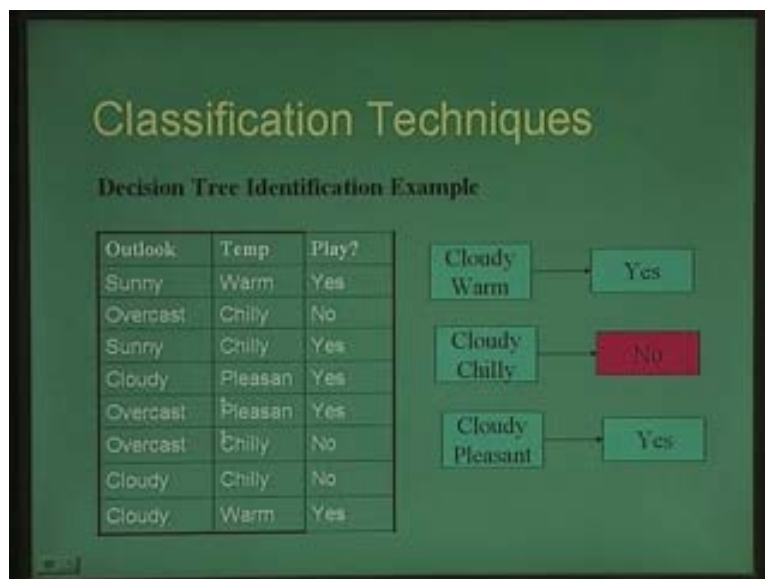 Classification Techniques
Decision Tree Identification Example
Outlook Temp Play?
Sunny Warm Yes
Overcast Chilly No
Sunny Chilly Yes
Cloudy Pleasan Yes
t
Overcast Pleasan Yes
t
Overcast Chilly No
Cloudy Chilly No
Cloudy Warm Yes
Cloudy
Warm
Yes
Cloudy
Chilly
No
Cloudy
Pleasant
Yes